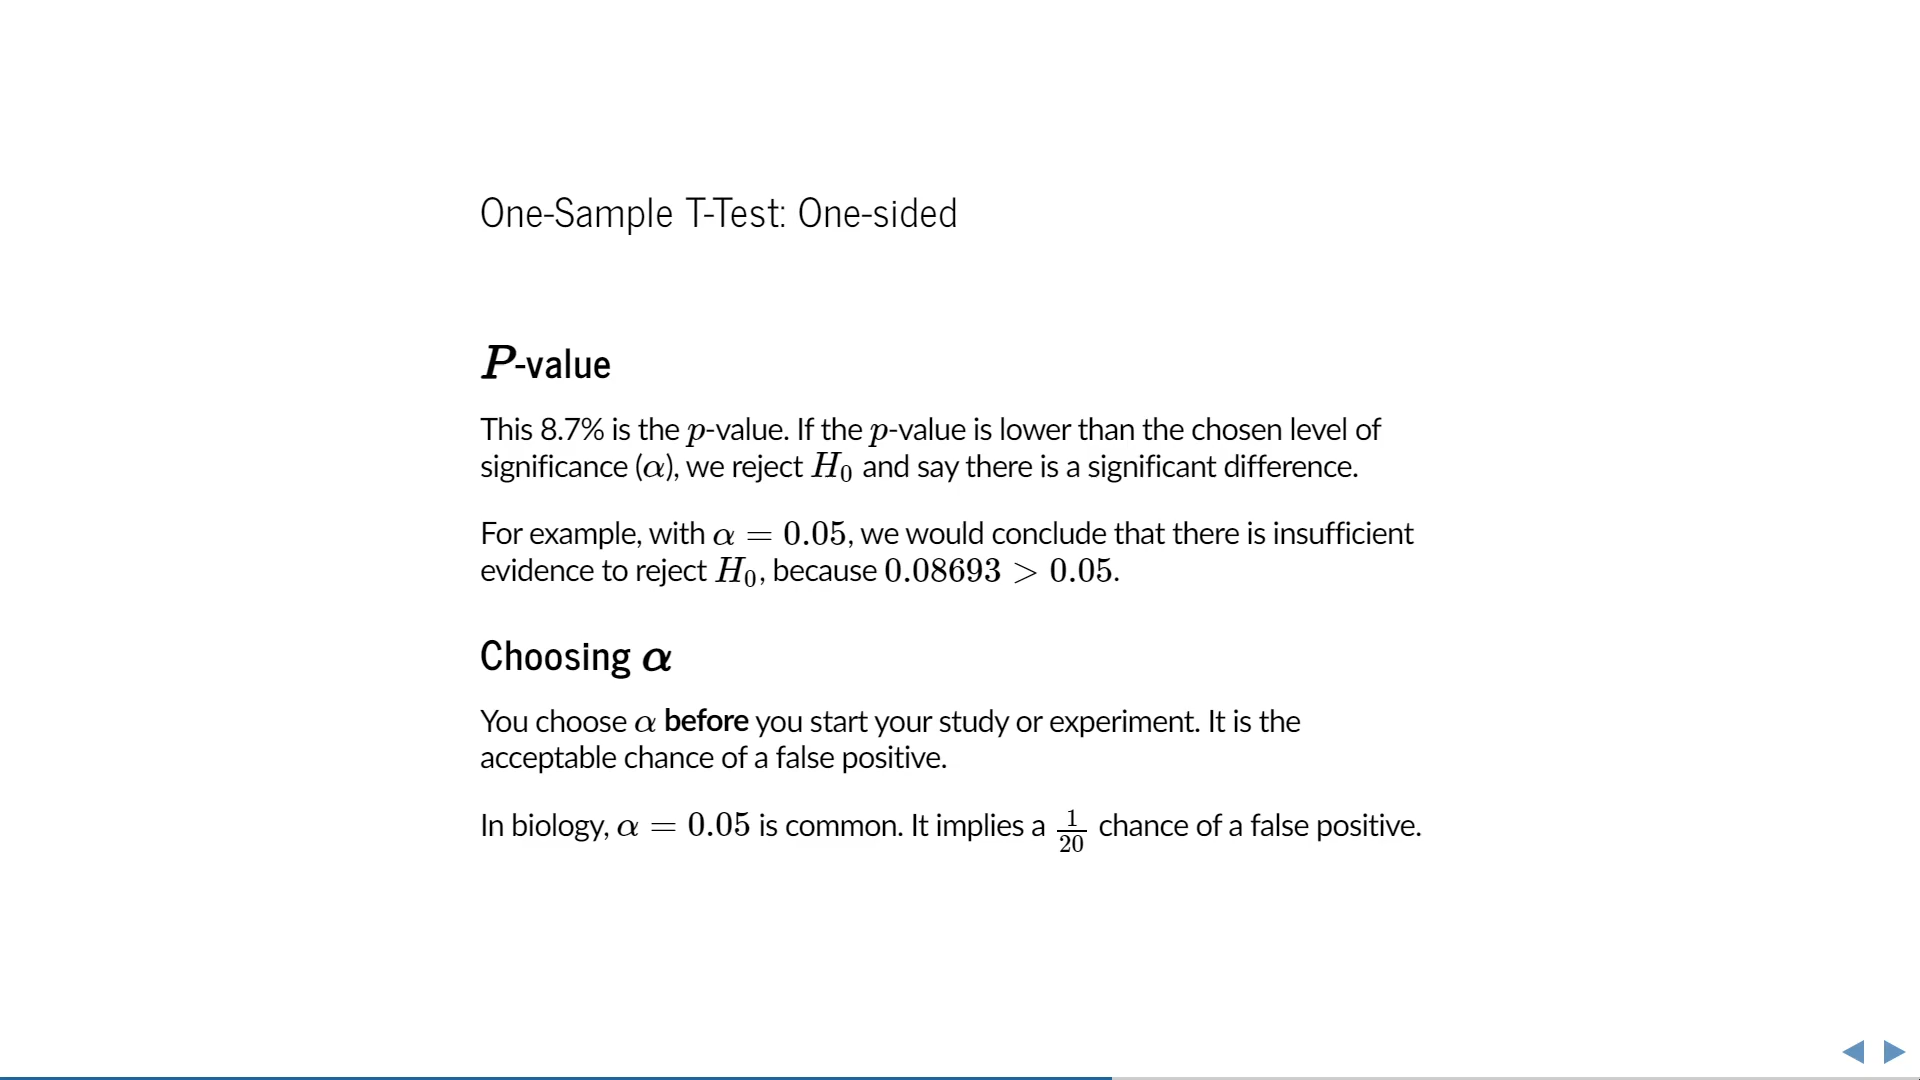 One-Sample T-Test: One-sided
P-value
This 8.7% is the p-value. If the p-value is lower than the chosen level of
significance (α), we reject H₀ and say there is a significant difference.
For example, with α = 0.05, we would conclude that there is insufficient
evidence to reject H₀, because 0.08693 > 0.05.
Choosing α
You choose α before you start your study or experiment. It is the
acceptable chance of a false positive.
In biology, α = 0.05 is common. It implies a 1/20 chance of a false positive.